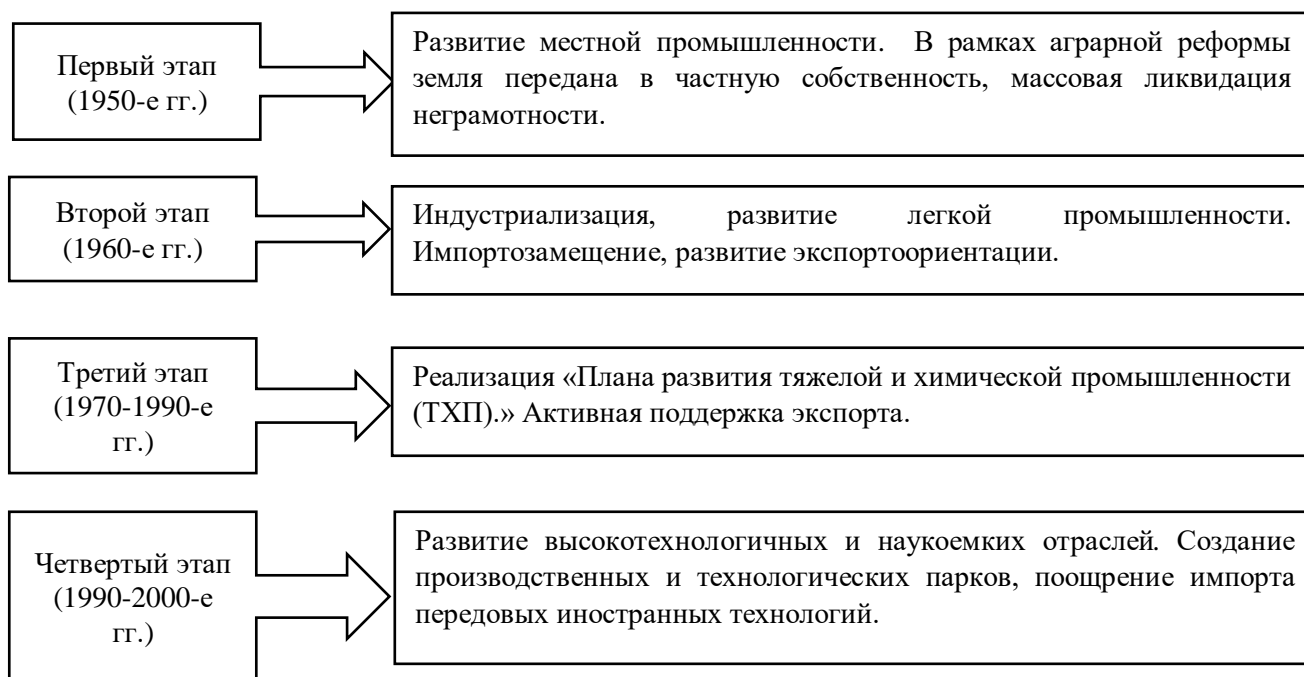 Первый этап
(1950-е гг.)
Развитие местной промышленности. В рамках аграрной реформы
земля передана в частную собственность, массовая ликвидация
неграмотности.
Второй этап
(1960-е гг.)
Индустриализация, развитие легкой промышленности.
Импортозамещение, развитие экспортоориентации.
Третий этап
(1970-1990-е
гг.)
Реализация «Плана развития тяжелой и химической промышленности
(ТХП).» Активная поддержка экспорта.
Четвертый этап
(1990-2000-е
гг.)
Развитие высокотехнологичных и наукоемких отраслей. Создание
производственных и технологических парков, поощрение импорта
передовых иностранных технологий.